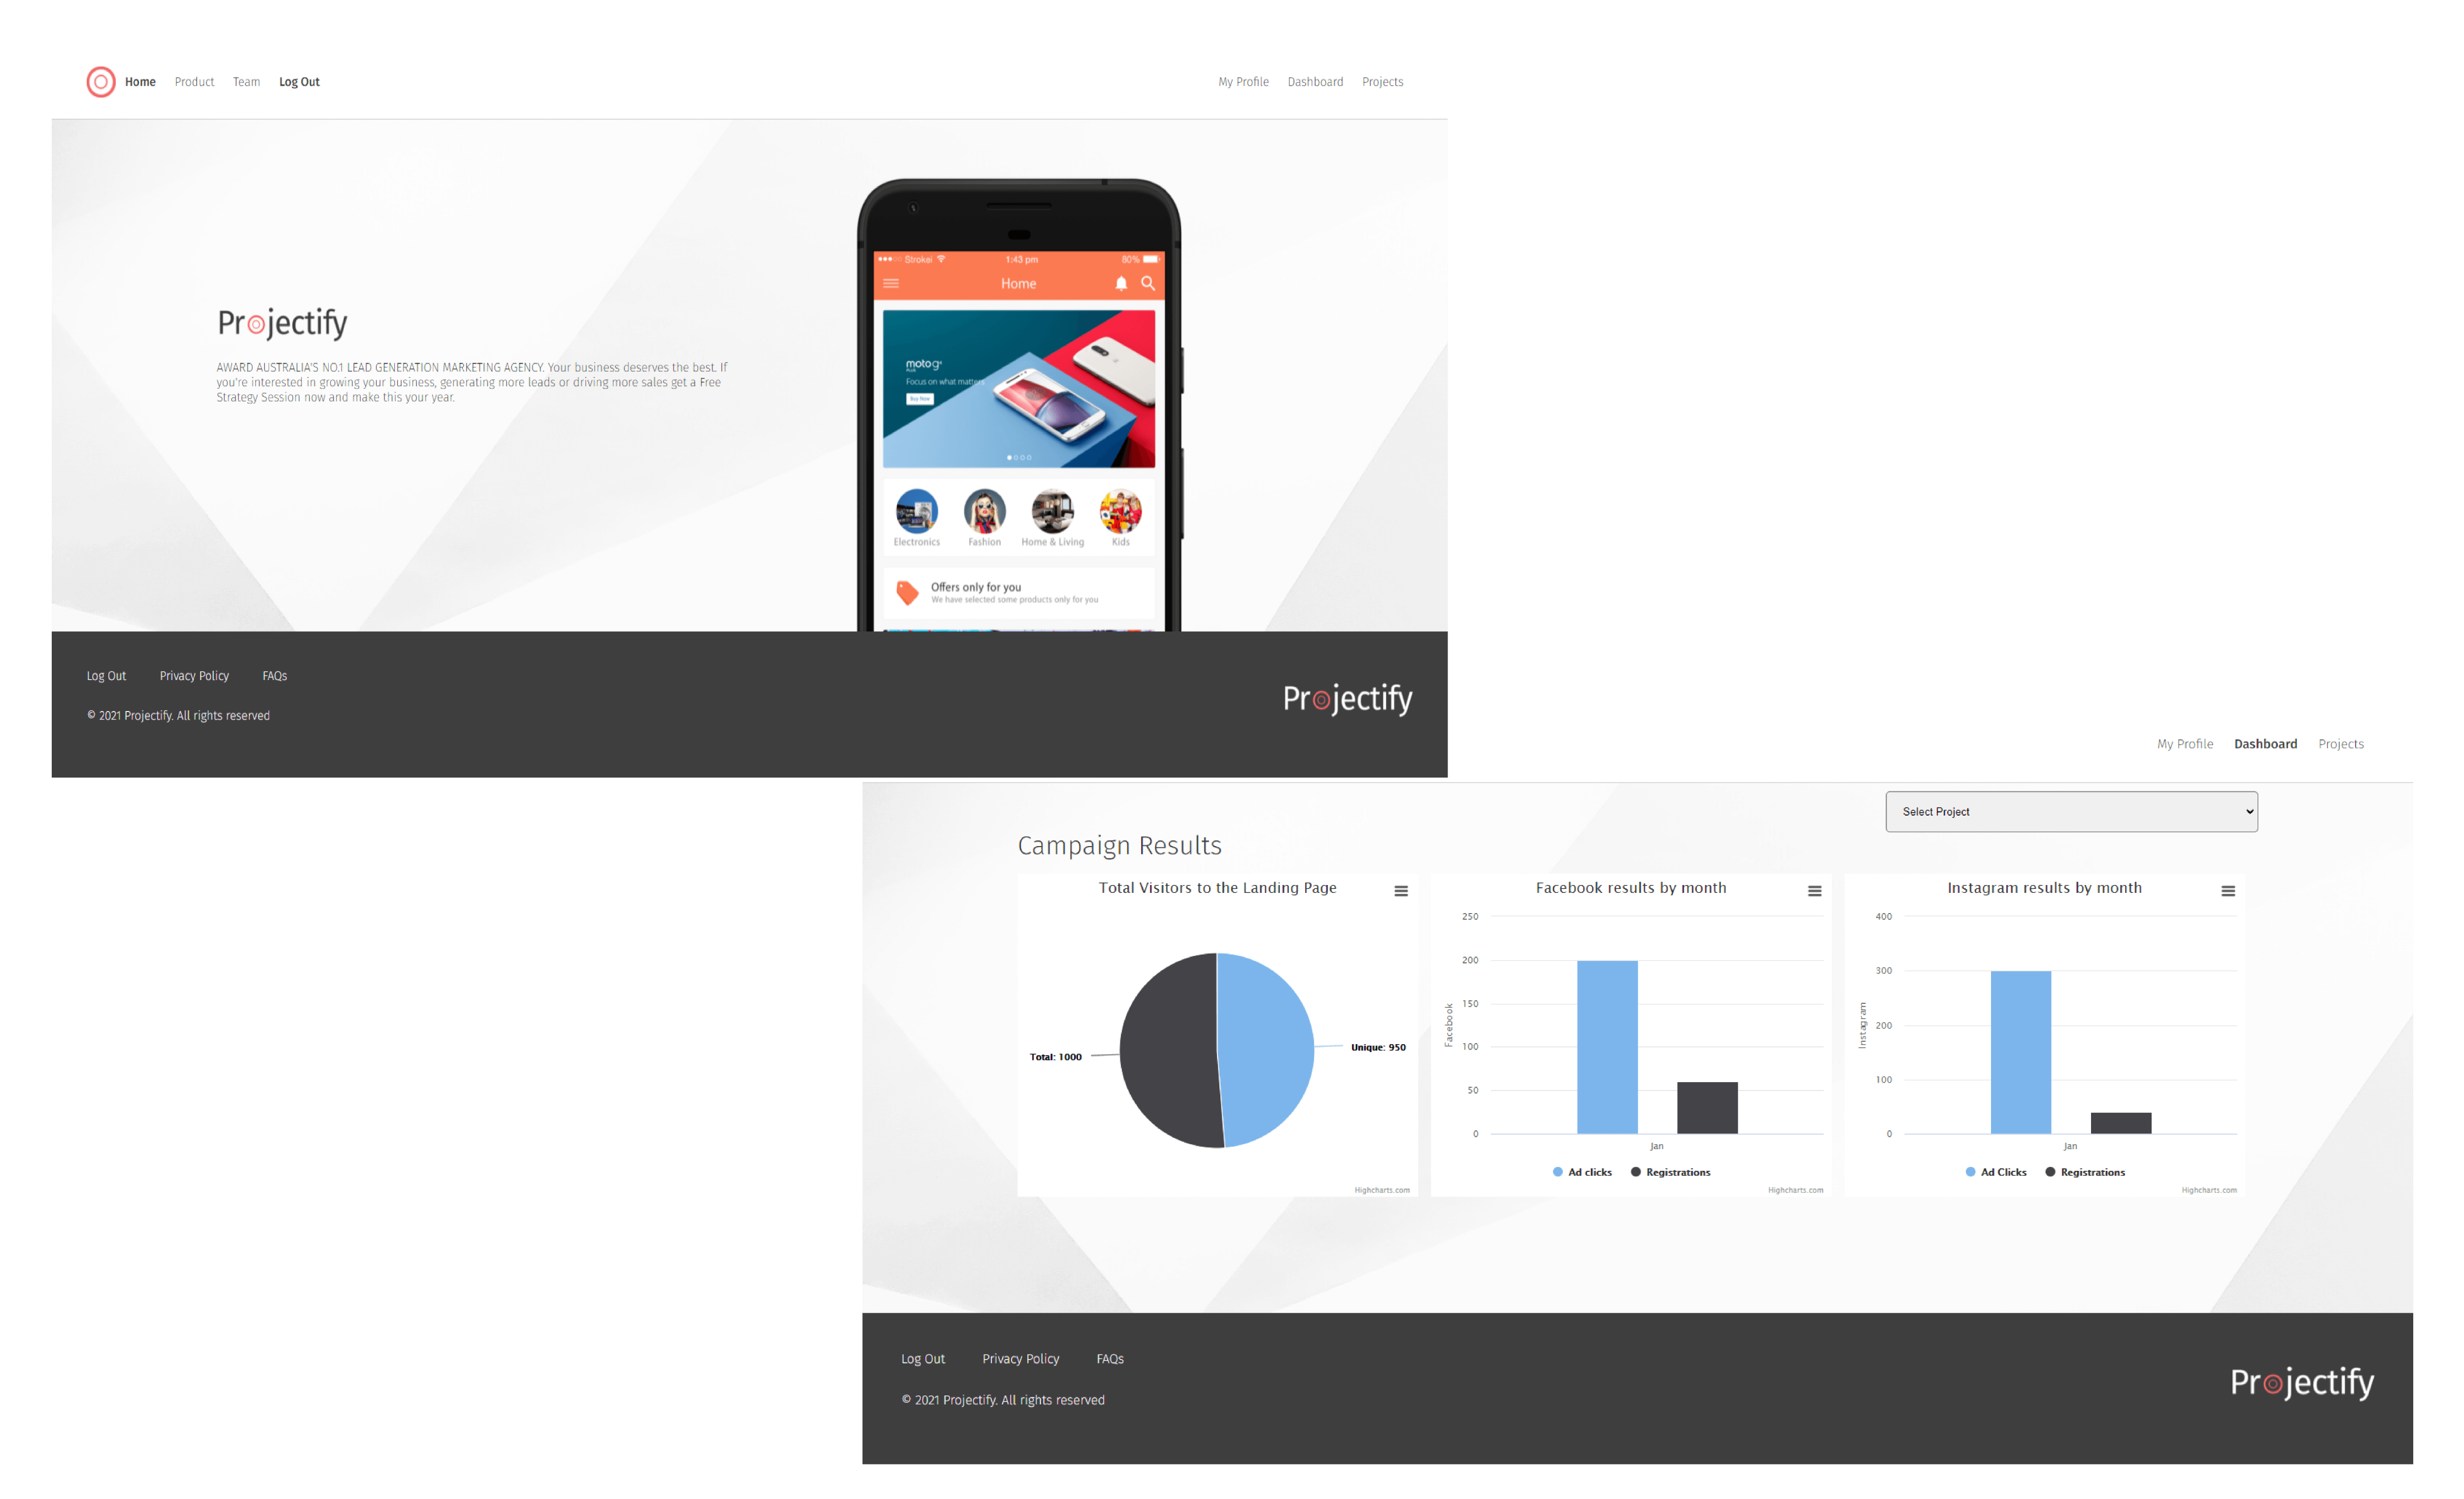 Home Product Team Log Out
My Profile Dashboard Projects
Projectify
AWARD AUSTRALIA'S NO.1 LEAD GENERATION MARKETING AGENCY. Your business deserves the best. If
you're interested in growing your business, generating more leads or driving more sales get a Free
Strategy Session now and make this your year.
Strokei 1:43 pm 80%
Home
moto g⁴
PLUS
Focus on what matters
Buy Now
Electronics Fashion Home & Living Kids
Offers only for you
We have selected some products only for you
Log Out Privacy Policy FAQs
© 2021 Projectify. All rights reserved
Projectify
My Profile Dashboard Projects
Select Project
Campaign Results
Total Visitors to the Landing Page
Total: 1000
Unique: 950
Highcharts.com
Facebook results by month
Facebook
250
200
150
100
50
0
Jan
Ad clicks Registrations
Highcharts.com
Instagram results by month
Instagram
400
300
200
100
0
Jan
Ad Clicks Registrations
Highcharts.com
Log Out Privacy Policy FAQs
© 2021 Projectify. All rights reserved
Projectify